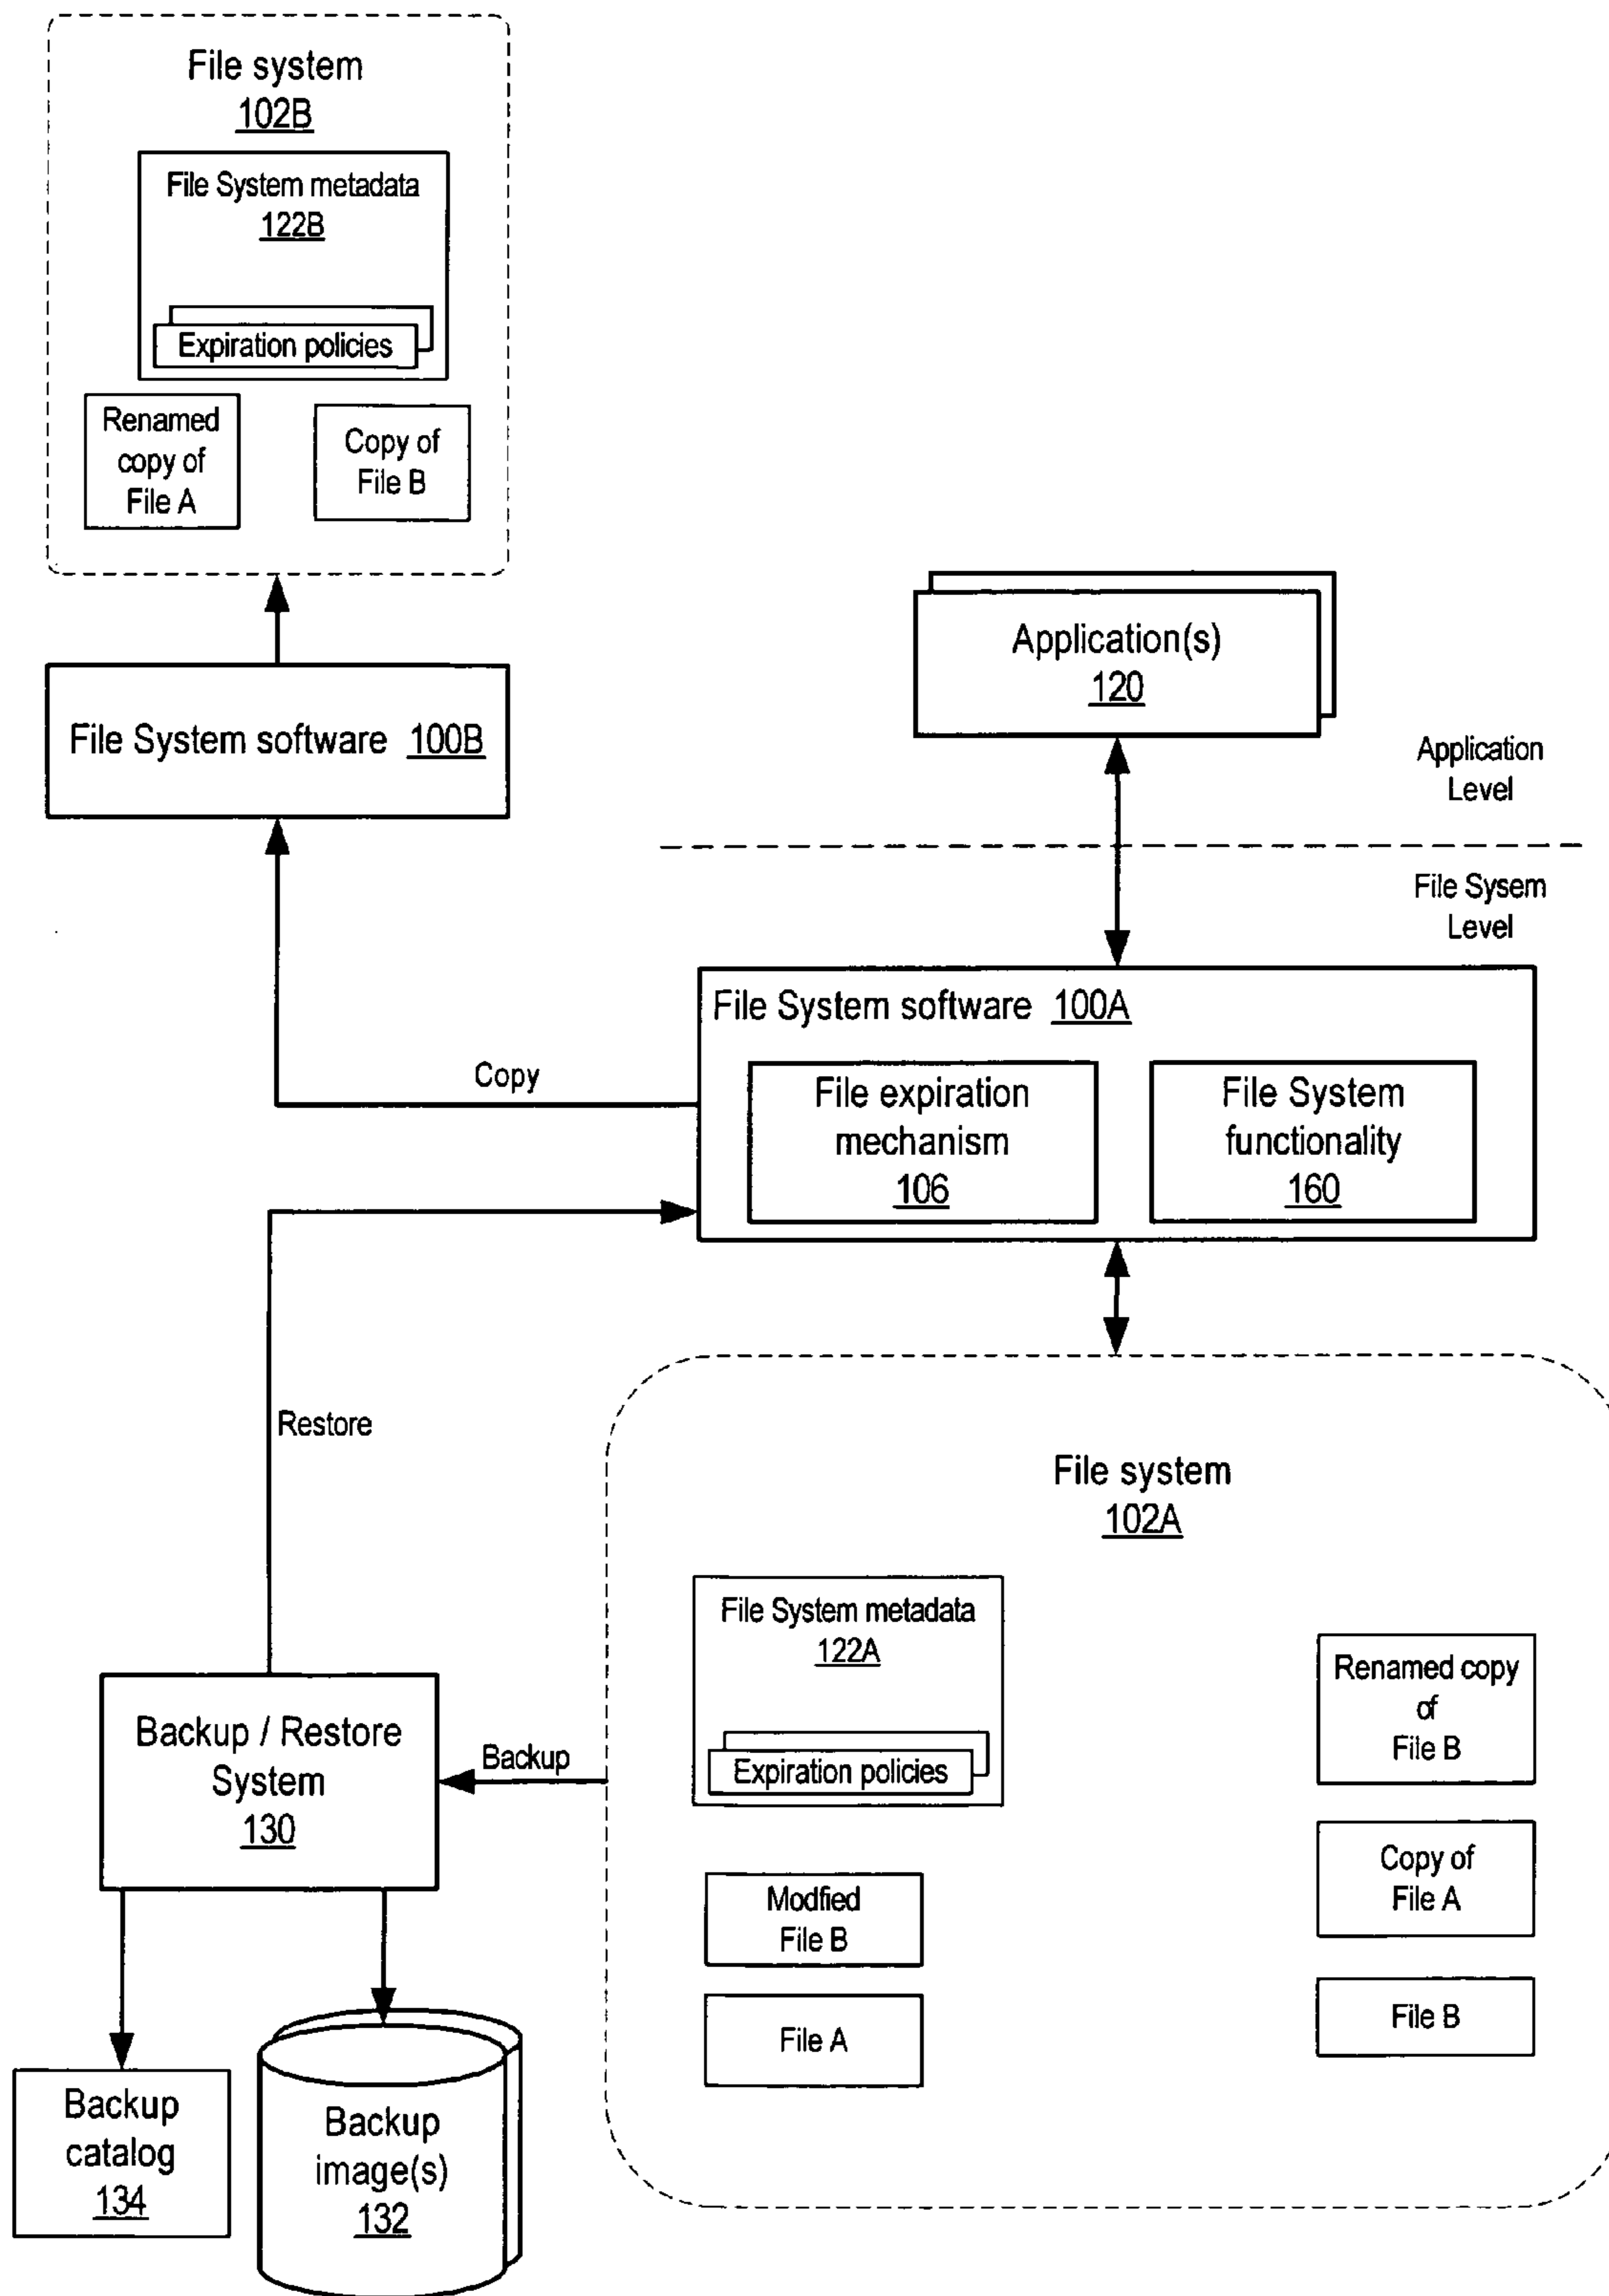 File system
102B
File System metadata
122B
Expiration policies
Renamed
copy of
File A
Copy of
File B
File System software 100B
Application(s)
120
Application
Level
File Sysem
Level
File System software 100A
File expiration
mechanism
106
File System
functionality
160
Copy
Restore
File system
102A
File System metadata
122A
Expiration policies
Renamed copy
of
File B
Backup / Restore
System
130
Backup
Copy of
File A
Modfied
File B
File A
File B
Backup
catalog
134
Backup
image(s)
132